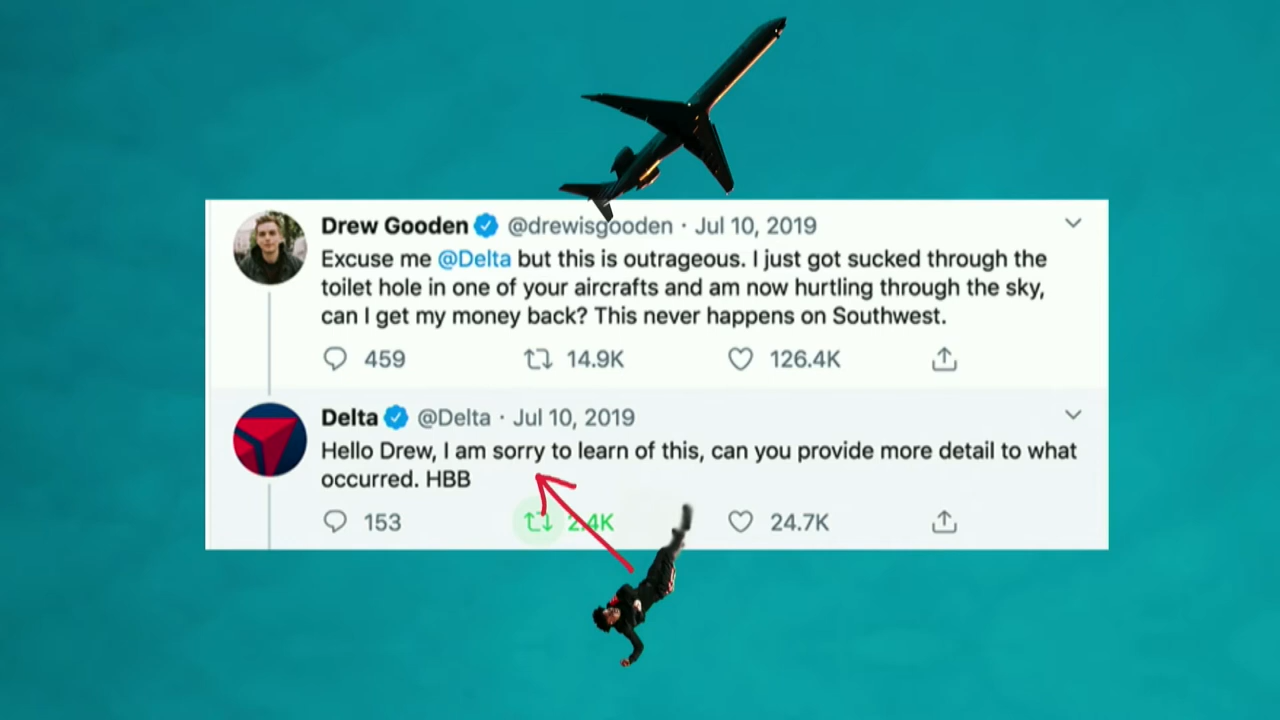 Drew Gooden @drewisgooden · Jul 10, 2019
Excuse me @Delta but this is outrageous. I just got sucked through the
toilet hole in one of your aircrafts and am now hurtling through the sky,
can I get my money back? This never happens on Southwest.
459 14.9K 126.4K
Delta @Delta · Jul 10, 2019
Hello Drew, I am sorry to learn of this, can you provide more detail to what
occurred. HBB
153 2.4K 24.7K